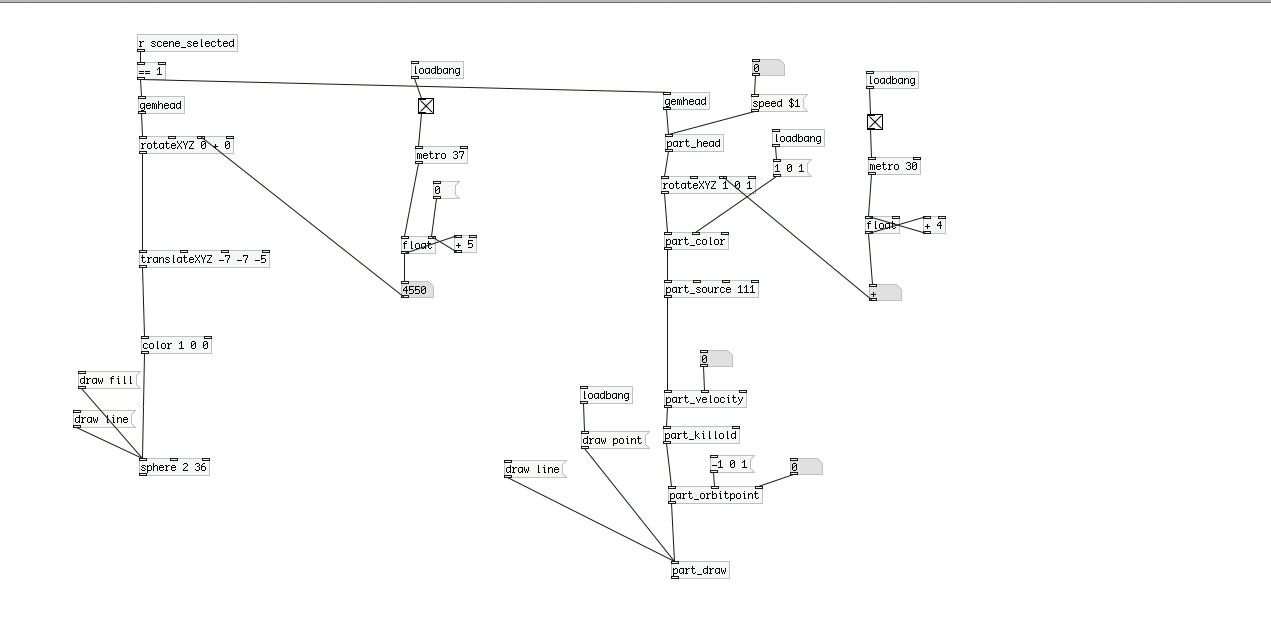 r scene_selected
== 1
gemhead
rotateXYZ 0 + 0
translateXYZ -7 -7 -5
color 1 0 0
draw fill
draw line
sphere 2 36
loadbang
metro 37
0
float
+ 5
4550
gemhead
0
speed $1
part_head
loadbang
1 0 1
rotateXYZ 1 0 1
part_color
part_source 111
0
part_velocity
loadbang
draw point
part_killold
draw line
-1 0 1
0
part_orbitpoint
part_draw
loadbang
metro 30
float
+ 4
+